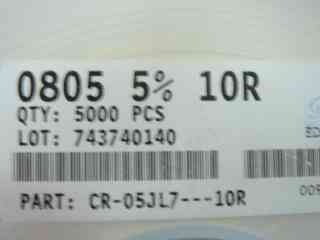 0805 5% 10R
QTY: 5000 PCS
LOT: 743740140
PART: CR-05JL7---10R